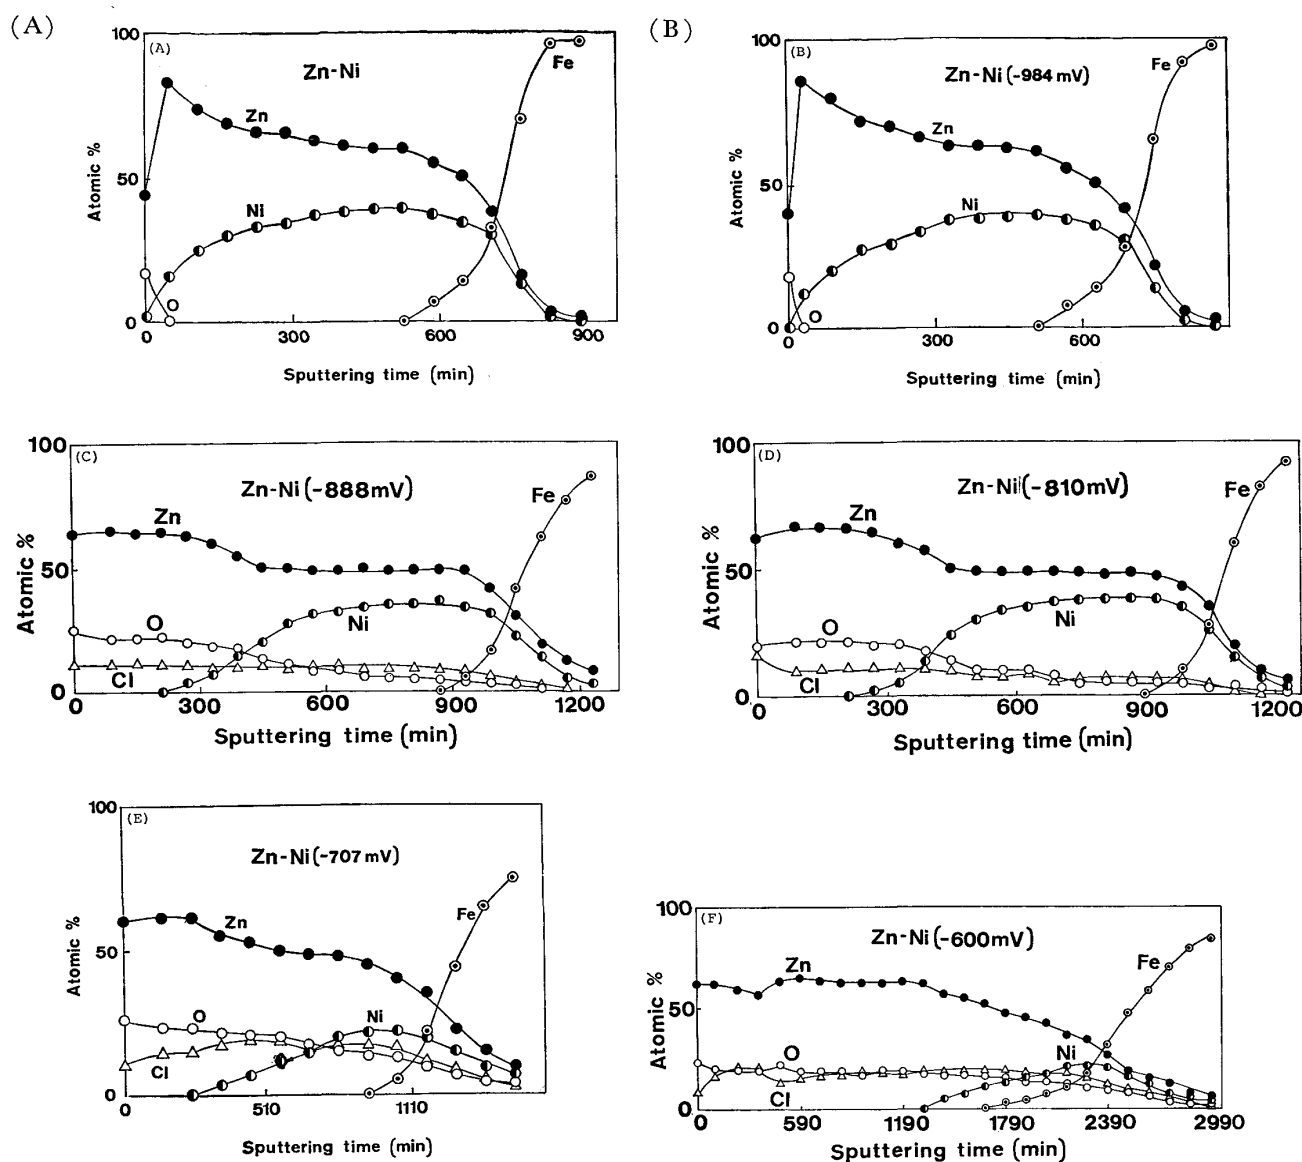 (A)
(A)
Zn-Ni
100
50
0
Atomic %
Zn
Ni
O
Fe
0
300
600
900
Sputtering time (min)
(B)
(B)
Zn-Ni (-984 mV)
100
50
0
Atomic %
Zn
Ni
O
Fe
0
300
600
Sputtering time (min)
(C)
Zn-Ni (-888mV)
100
50
0
Atomic %
Zn
O
Cl
Ni
Fe
0
300
600
900
1200
Sputtering time (min)
(D)
Zn-Ni (-810mV)
100
50
0
Atomic %
Zn
O
Cl
Ni
Fe
0
300
600
900
1200
Sputtering time (min)
(E)
Zn-Ni (-707 mV)
100
50
0
Atomic %
Zn
O
Cl
Ni
Fe
0
510
1110
Sputtering time (min)
(F)
Zn-Ni (-600mV)
100
50
0
Atomic %
Zn
O
Cl
Ni
Fe
0
590
1190
1790
2390
2990
Sputtering time (min)